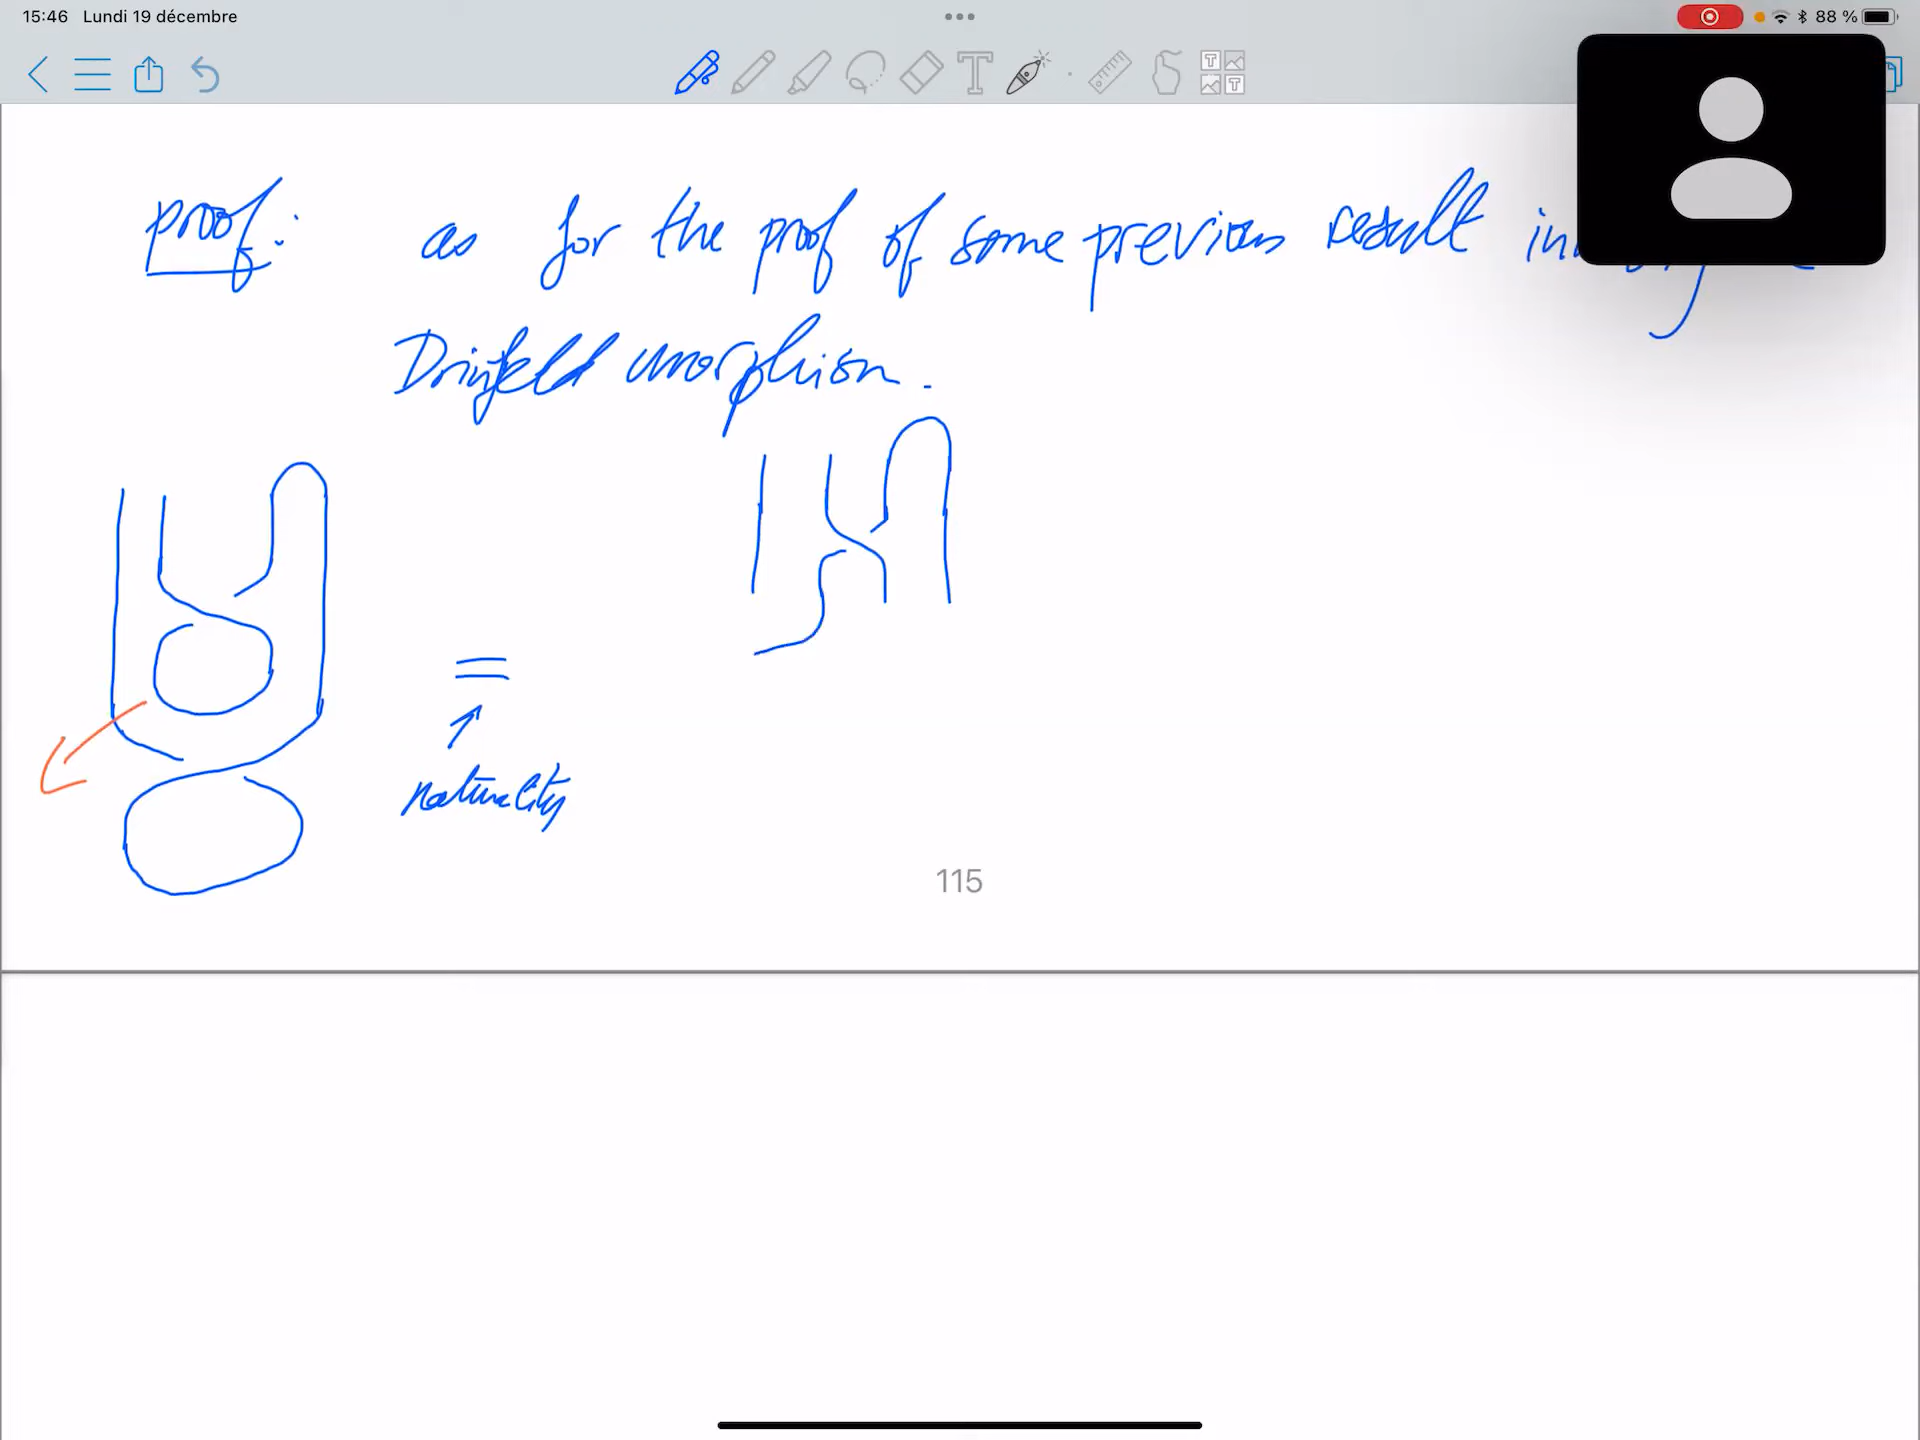 15:46 Lundi 19 décembre
88 %
proof: as for the proof of some previous result
Drinfeld morphism.
=
naturality
115